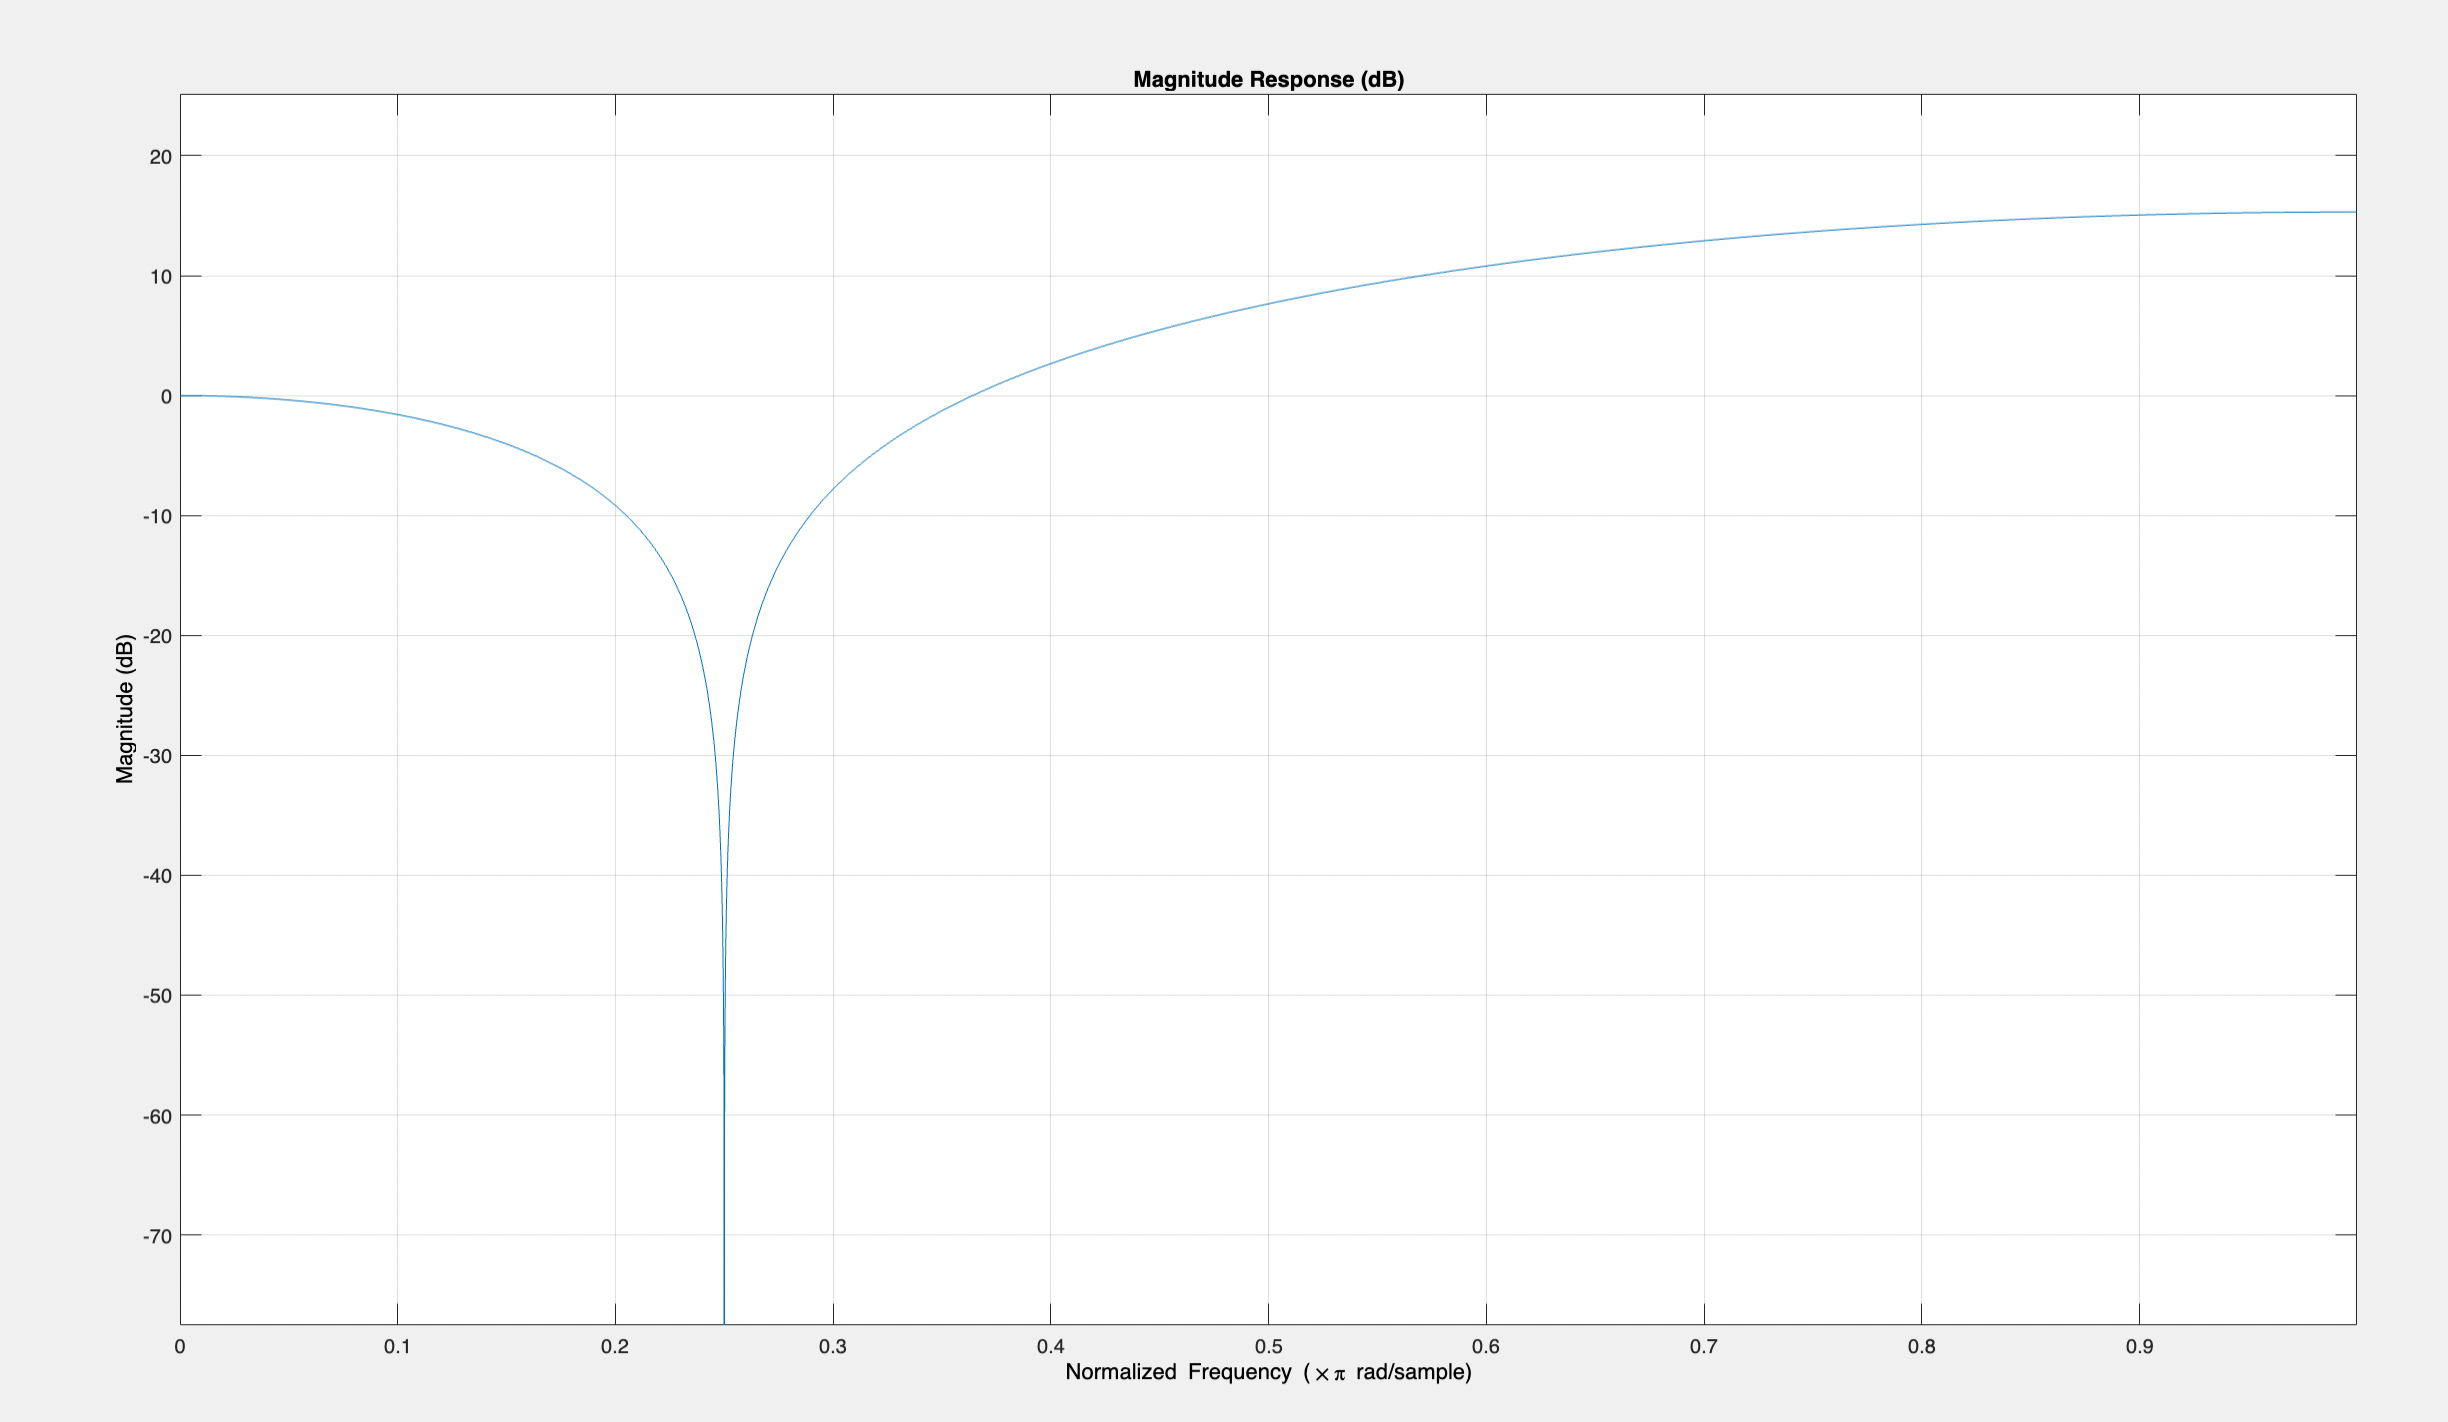 Magnitude Response (dB)
20
10
0
-10
-20
-30
-40
-50
-60
-70
Magnitude (dB)
0 0.1 0.2 0.3 0.4 0.5 0.6 0.7 0.8 0.9
Normalized Frequency (×π rad/sample)